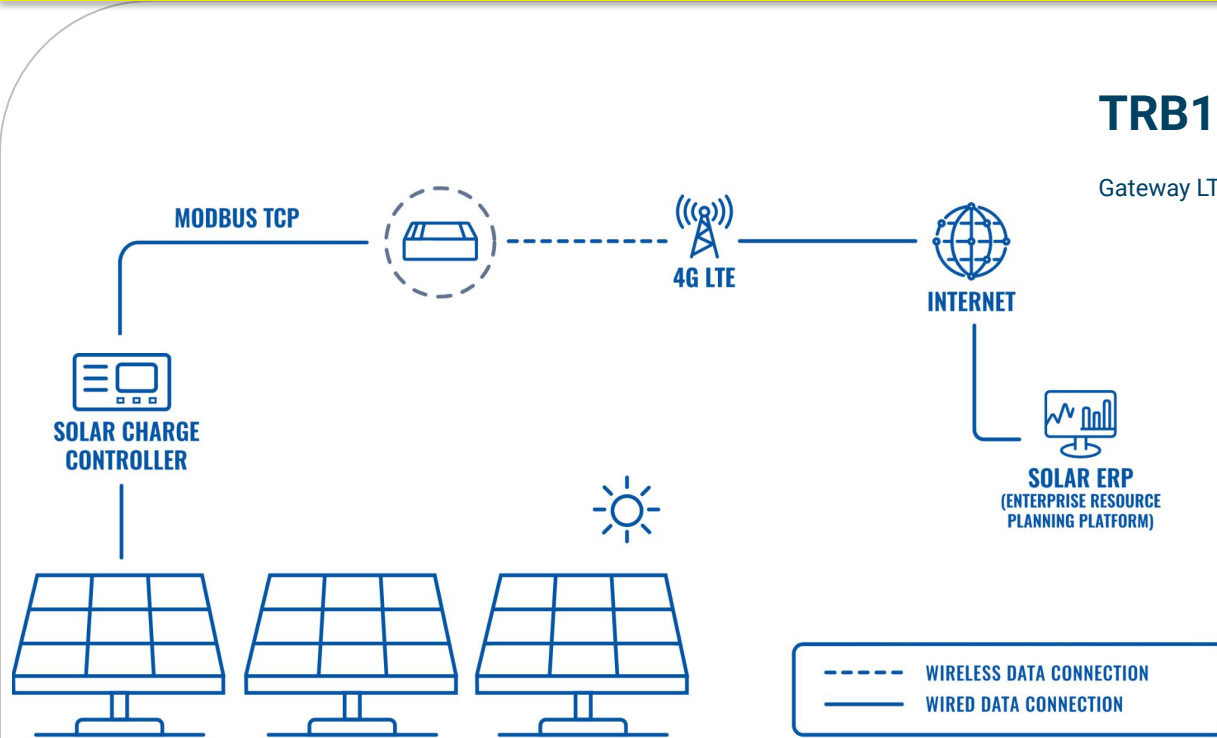 TRB1
Gateway LT
MODBUS TCP
4G LTE
INTERNET
SOLAR CHARGE
CONTROLLER
SOLAR ERP
(ENTERPRISE RESOURCE
PLANNING PLATFORM)
WIRELESS DATA CONNECTION
WIRED DATA CONNECTION